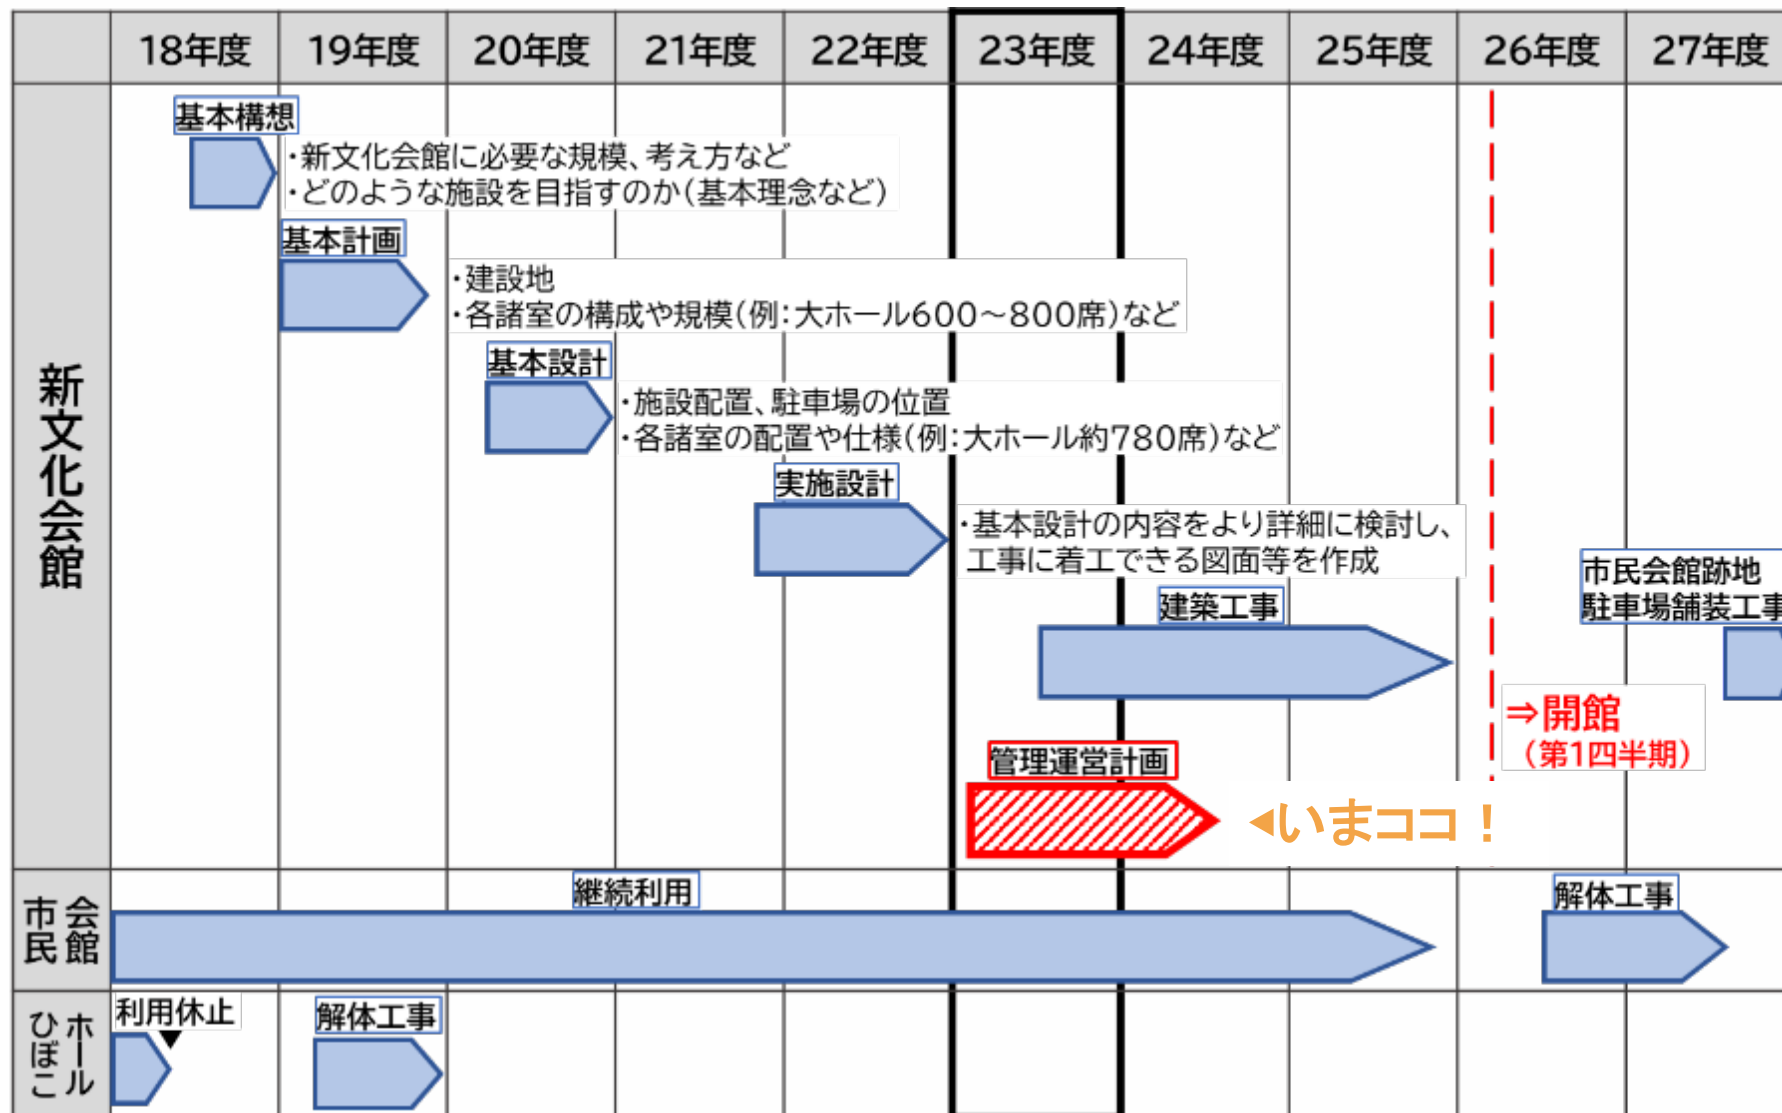 18年度 19年度 20年度 21年度 22年度 23年度 24年度 25年度 26年度 27年度
新文化会館
基本構想
・新文化会館に必要な規模、考え方など
・どのような施設を目指すのか（基本理念など）
基本計画
・建設地
・各諸室の構成や規模（例：大ホール600～800席）など
基本設計
・施設配置、駐車場の位置
・各諸室の配置や仕様（例：大ホール約780席）など
実施設計
・基本設計の内容をより詳細に検討し、
工事に着工できる図面等を作成
建築工事
市民会館跡地
駐車場舗装工事
⇒開館
（第1四半期）
管理運営計画
◀いまココ！
市民会館
継続利用
解体工事
ひぼこホール
利用休止
▼
解体工事